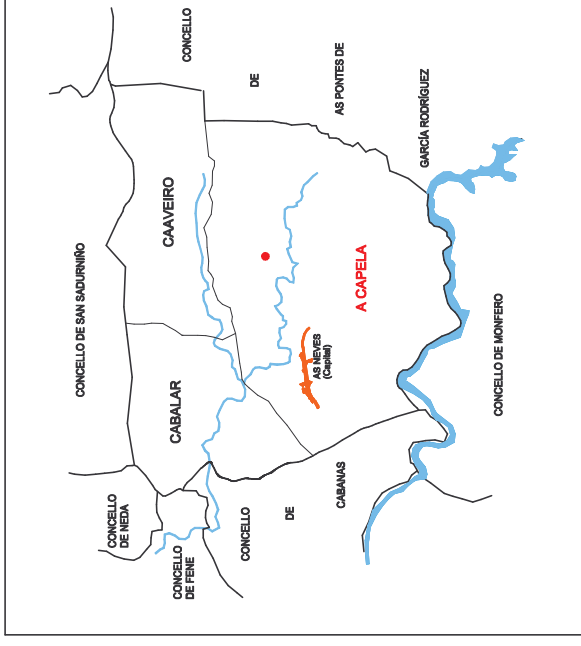 CONCELLO
DE
AS PONTES DE
GARCÍA RODRÍGUEZ
CONCELLO DE SAN SADURNIÑO
CAAVEIRO
A CAPELA
CONCELLO DE MONFERO
CABALAR
AS NEVES
(Capital)
CONCELLO
DE NEDA
CONCELLO
DE FENE
CONCELLO
DE
CABANAS